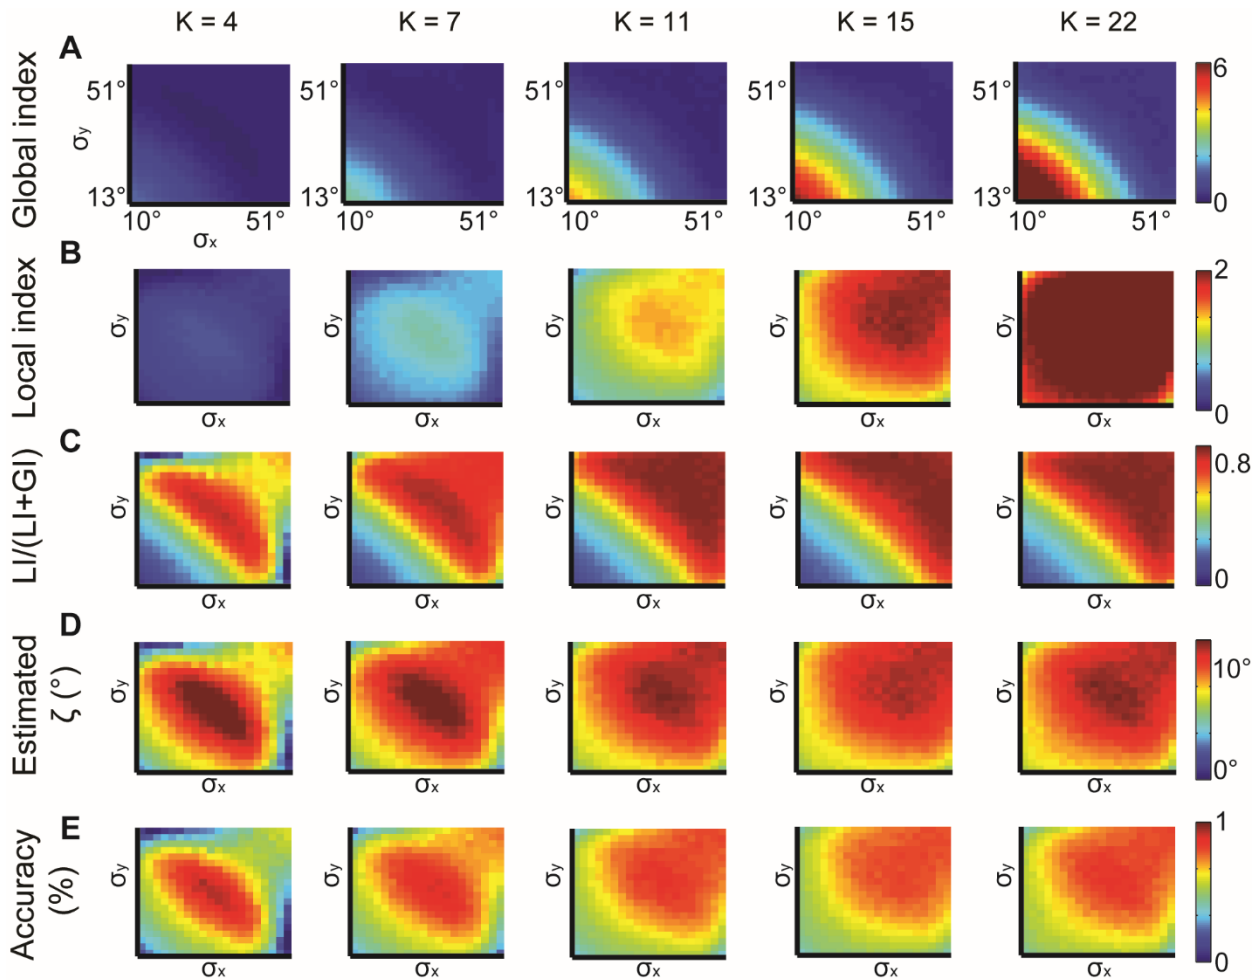 K = 4 K = 7 K = 11 K = 15 K = 22
A
Global index
51° 51° 51° 51° 51° 6
σy
13° 13° 13° 13° 13° 0
10° 51° 10° 51° 10° 51° 10° 51° 10° 51°
σx
B
Local index
2
σy σy σy σy σy
0
σx σx σx σx σx
C
LI/(LI+GI)
0.8
σy σy σy σy σy
0
σx σx σx σx σx
D
Estimated
ζ (°)
10°
σy σy σy σy σy
0°
σx σx σx σx σx
E
Accuracy
(%)
1
σy σy σy σy σy
0
σx σx σx σx σx